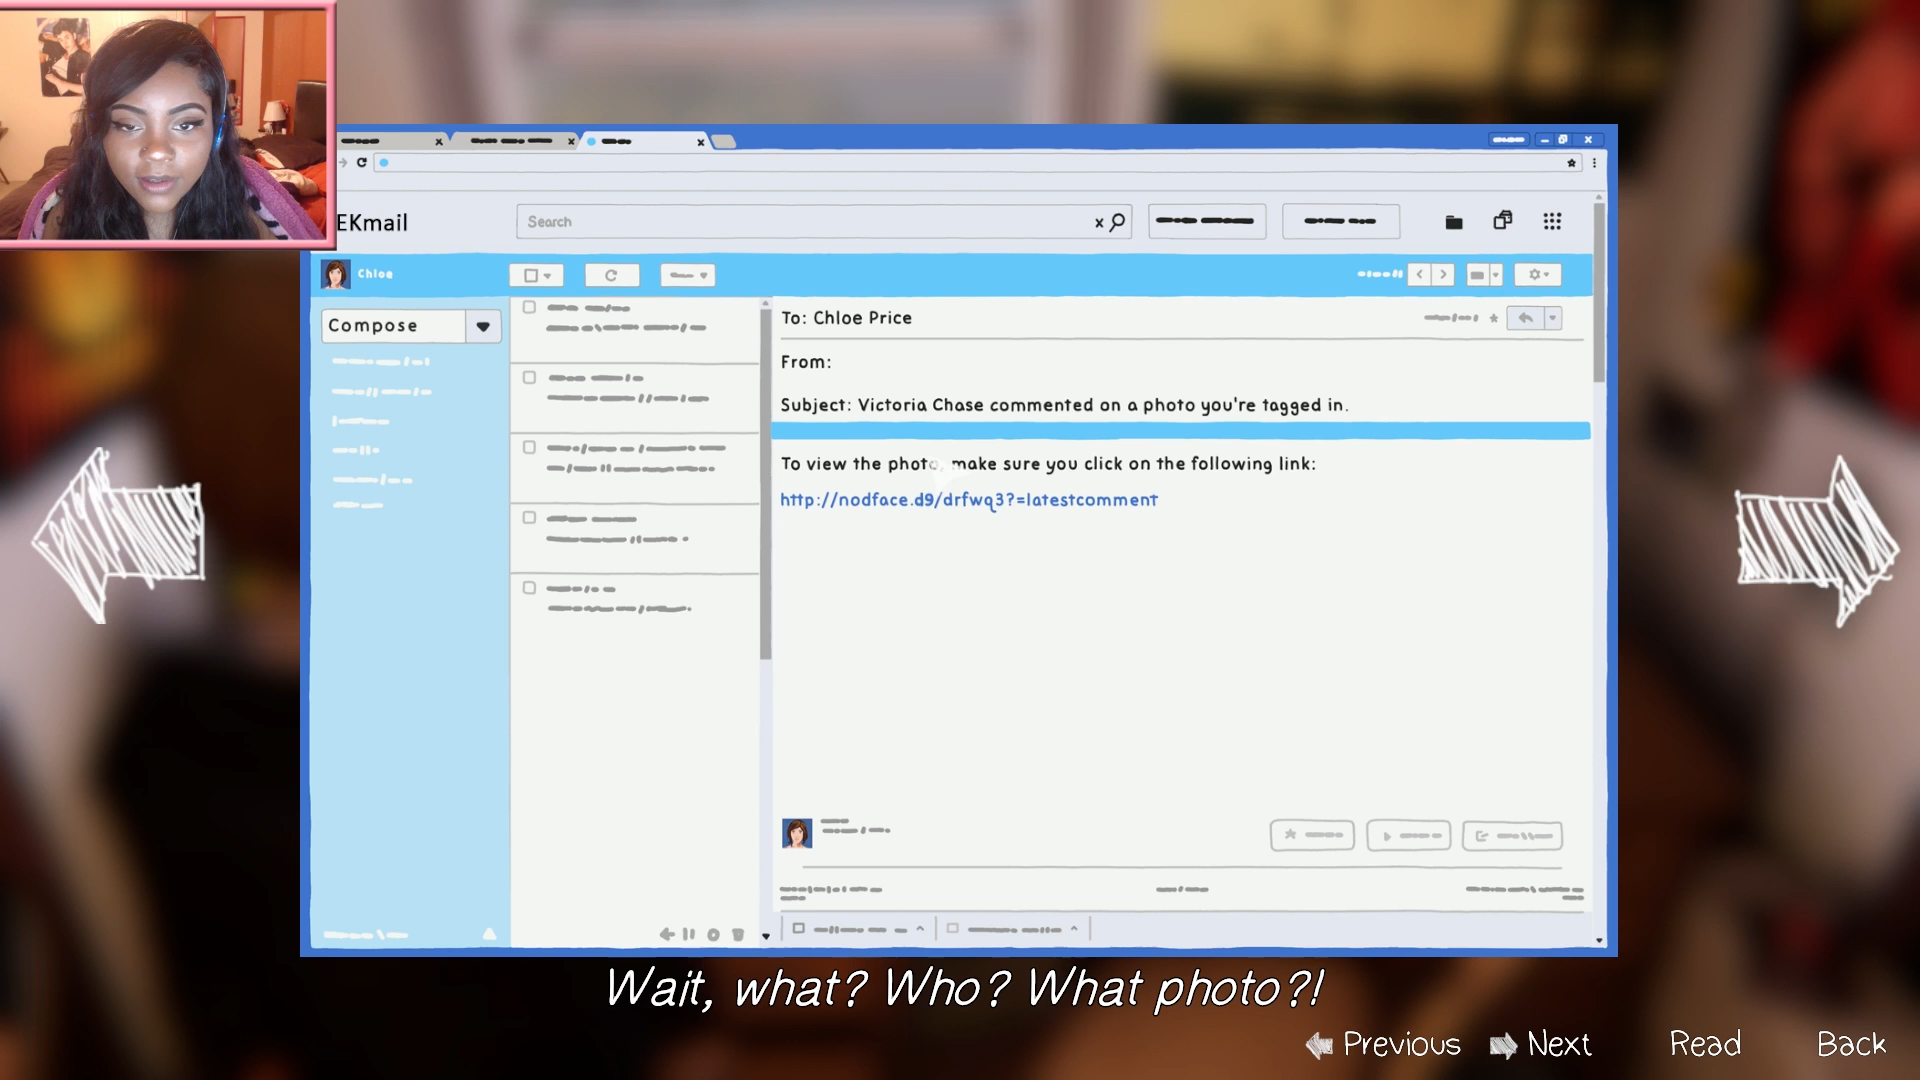 EKmail
Search
Chloe
Compose
To: Chloe Price
From:
Subject: Victoria Chase commented on a photo you're tagged in.
To view the photo, make sure you click on the following link:
http://nodface.d9/drfwq3?=latestcomment
Wait, what? Who? What photo?!
Previous
Next
Read
Back